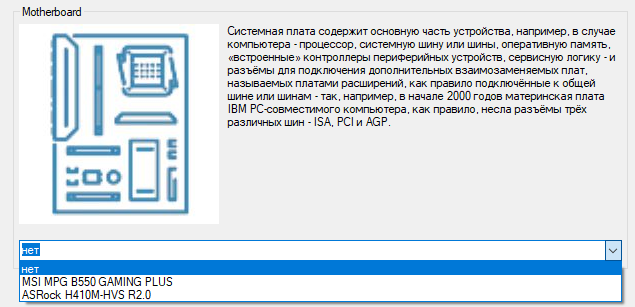 Motherboard
Системная плата содержит основную часть устройства, например, в случае
компьютера - процессор, системную шину или шины, оперативную память,
«встроенные» контроллеры периферийных устройств, сервисную логику - и
разъёмы для подключения дополнительных взаимозаменяемых плат,
называемых платами расширений, как правило подключённые к общей
шине или шинам - так, например, в начале 2000 годов материнская плата
IBM PC-совместимого компьютера, как правило, несла разъёмы трёх
различных шин - ISA, PCI и AGP.
нет
нет
MSI MPG B550 GAMING PLUS
ASRock H410M-HVS R2.0